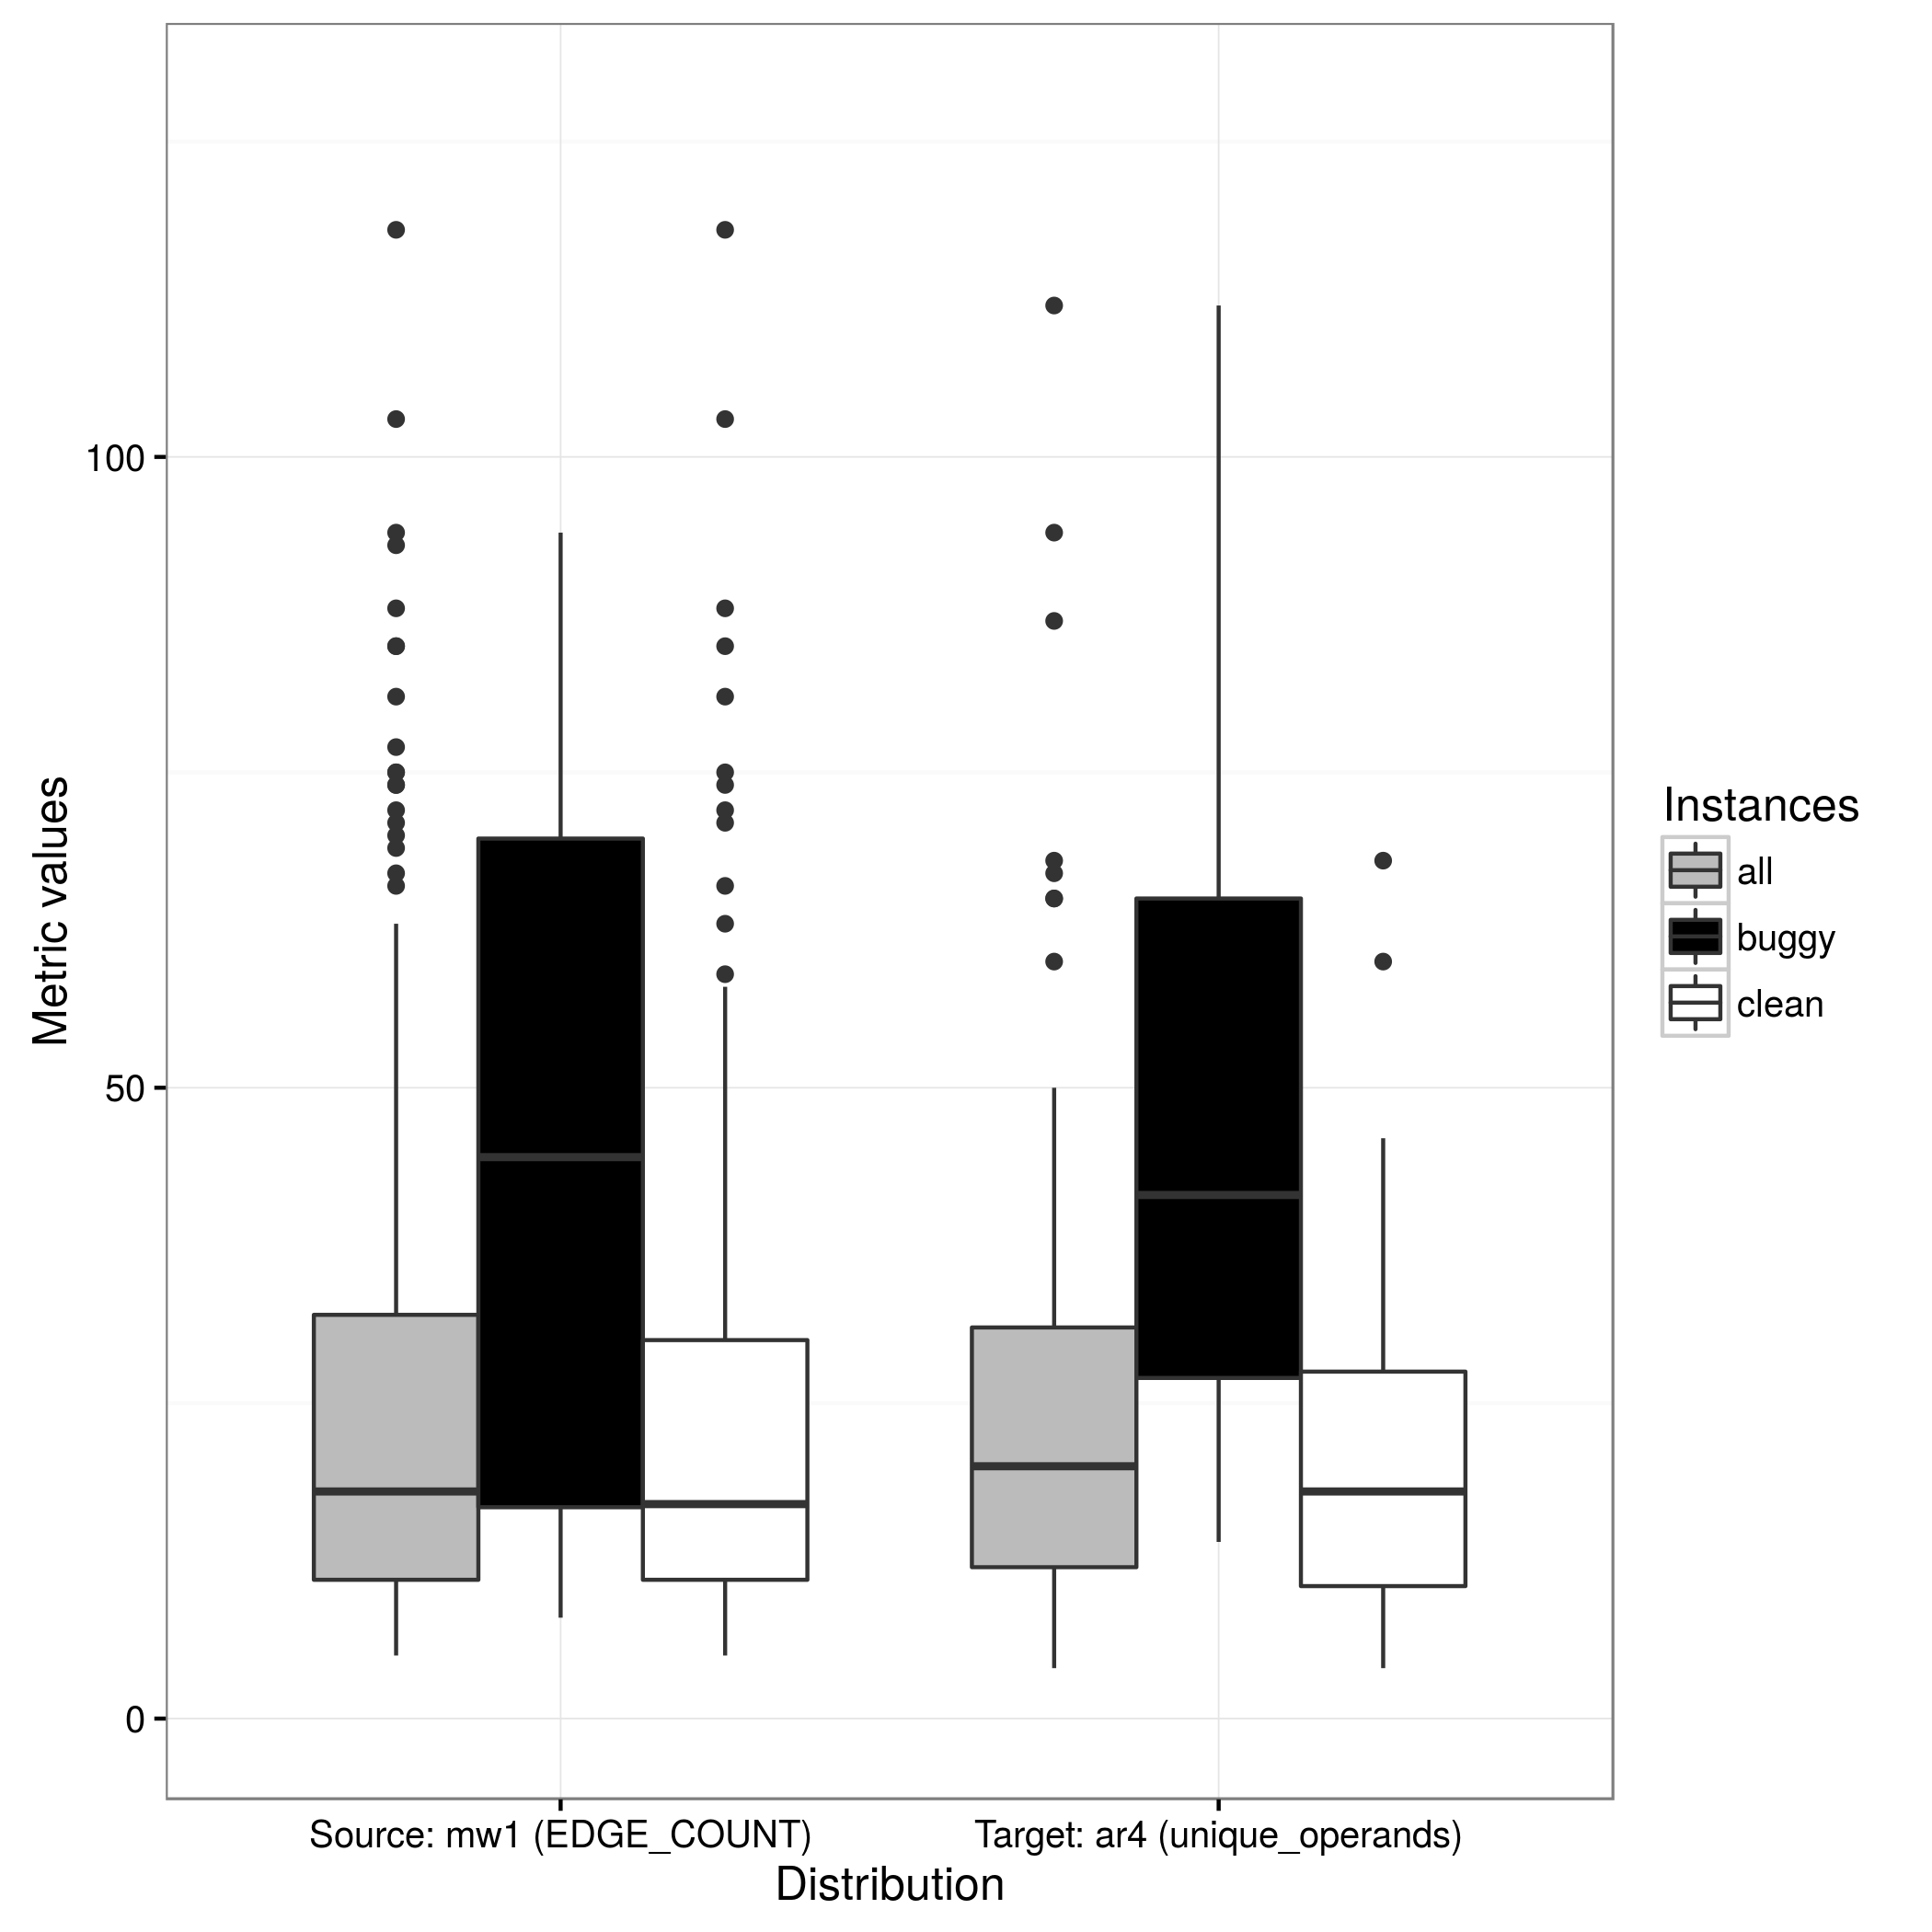 Metric values
100
50
0
Source: mw1 (EDGE_COUNT)
Target: ar4 (unique_operands)
Distribution
Instances
all
buggy
clean